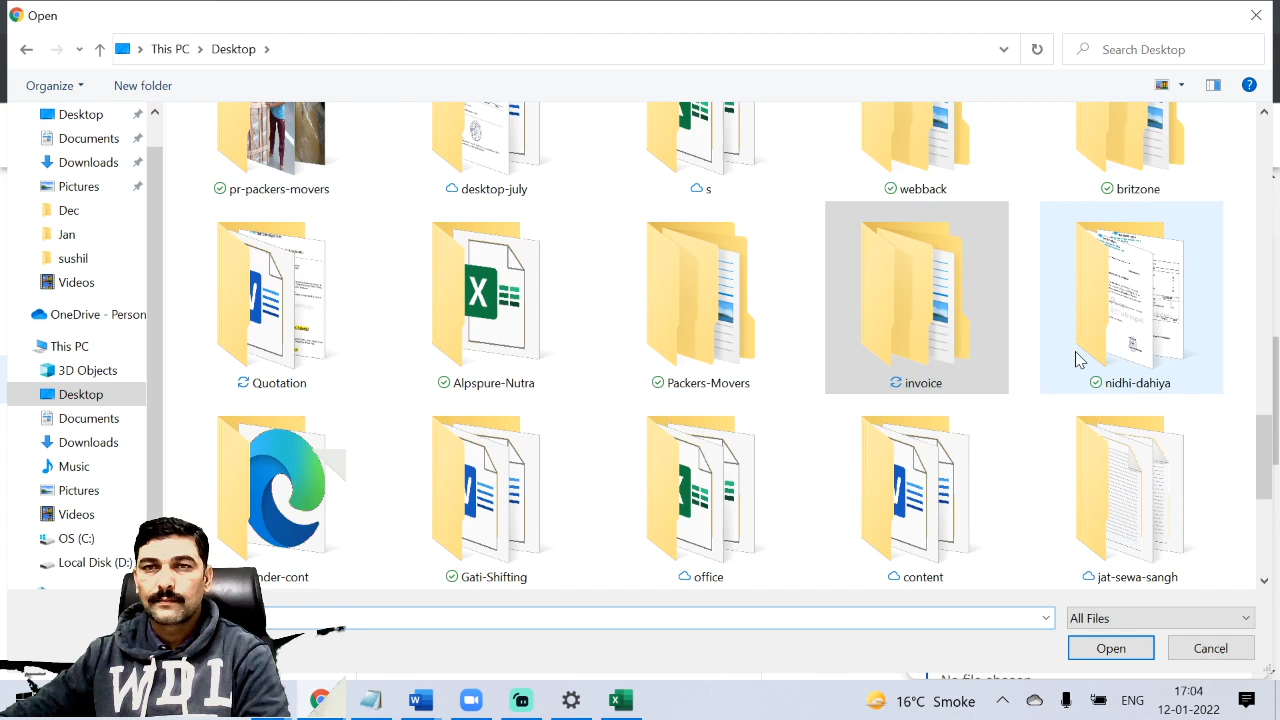 Open
This PC
Desktop
Search Desktop
Organize
New folder
Desktop
Documents
Downloads
Pictures
Dec
Jan
sushil
Videos
OneDrive - Person
This PC
3D Objects
Desktop
Documents
Downloads
Music
Pictures
Videos
OS (C:)
Local Disk (D:)
pr-packers-movers
desktop-july
s
webback
britzone
Quotation
Alpspure-Nutra
Packers-Movers
invoice
nidhi-dahiya
nder-cont
Gati-Shifting
office
content
jat-sewa-sangh
All Files
Open
Cancel
16°C Smoke
ENG
17:04
12-01-2022
WDL